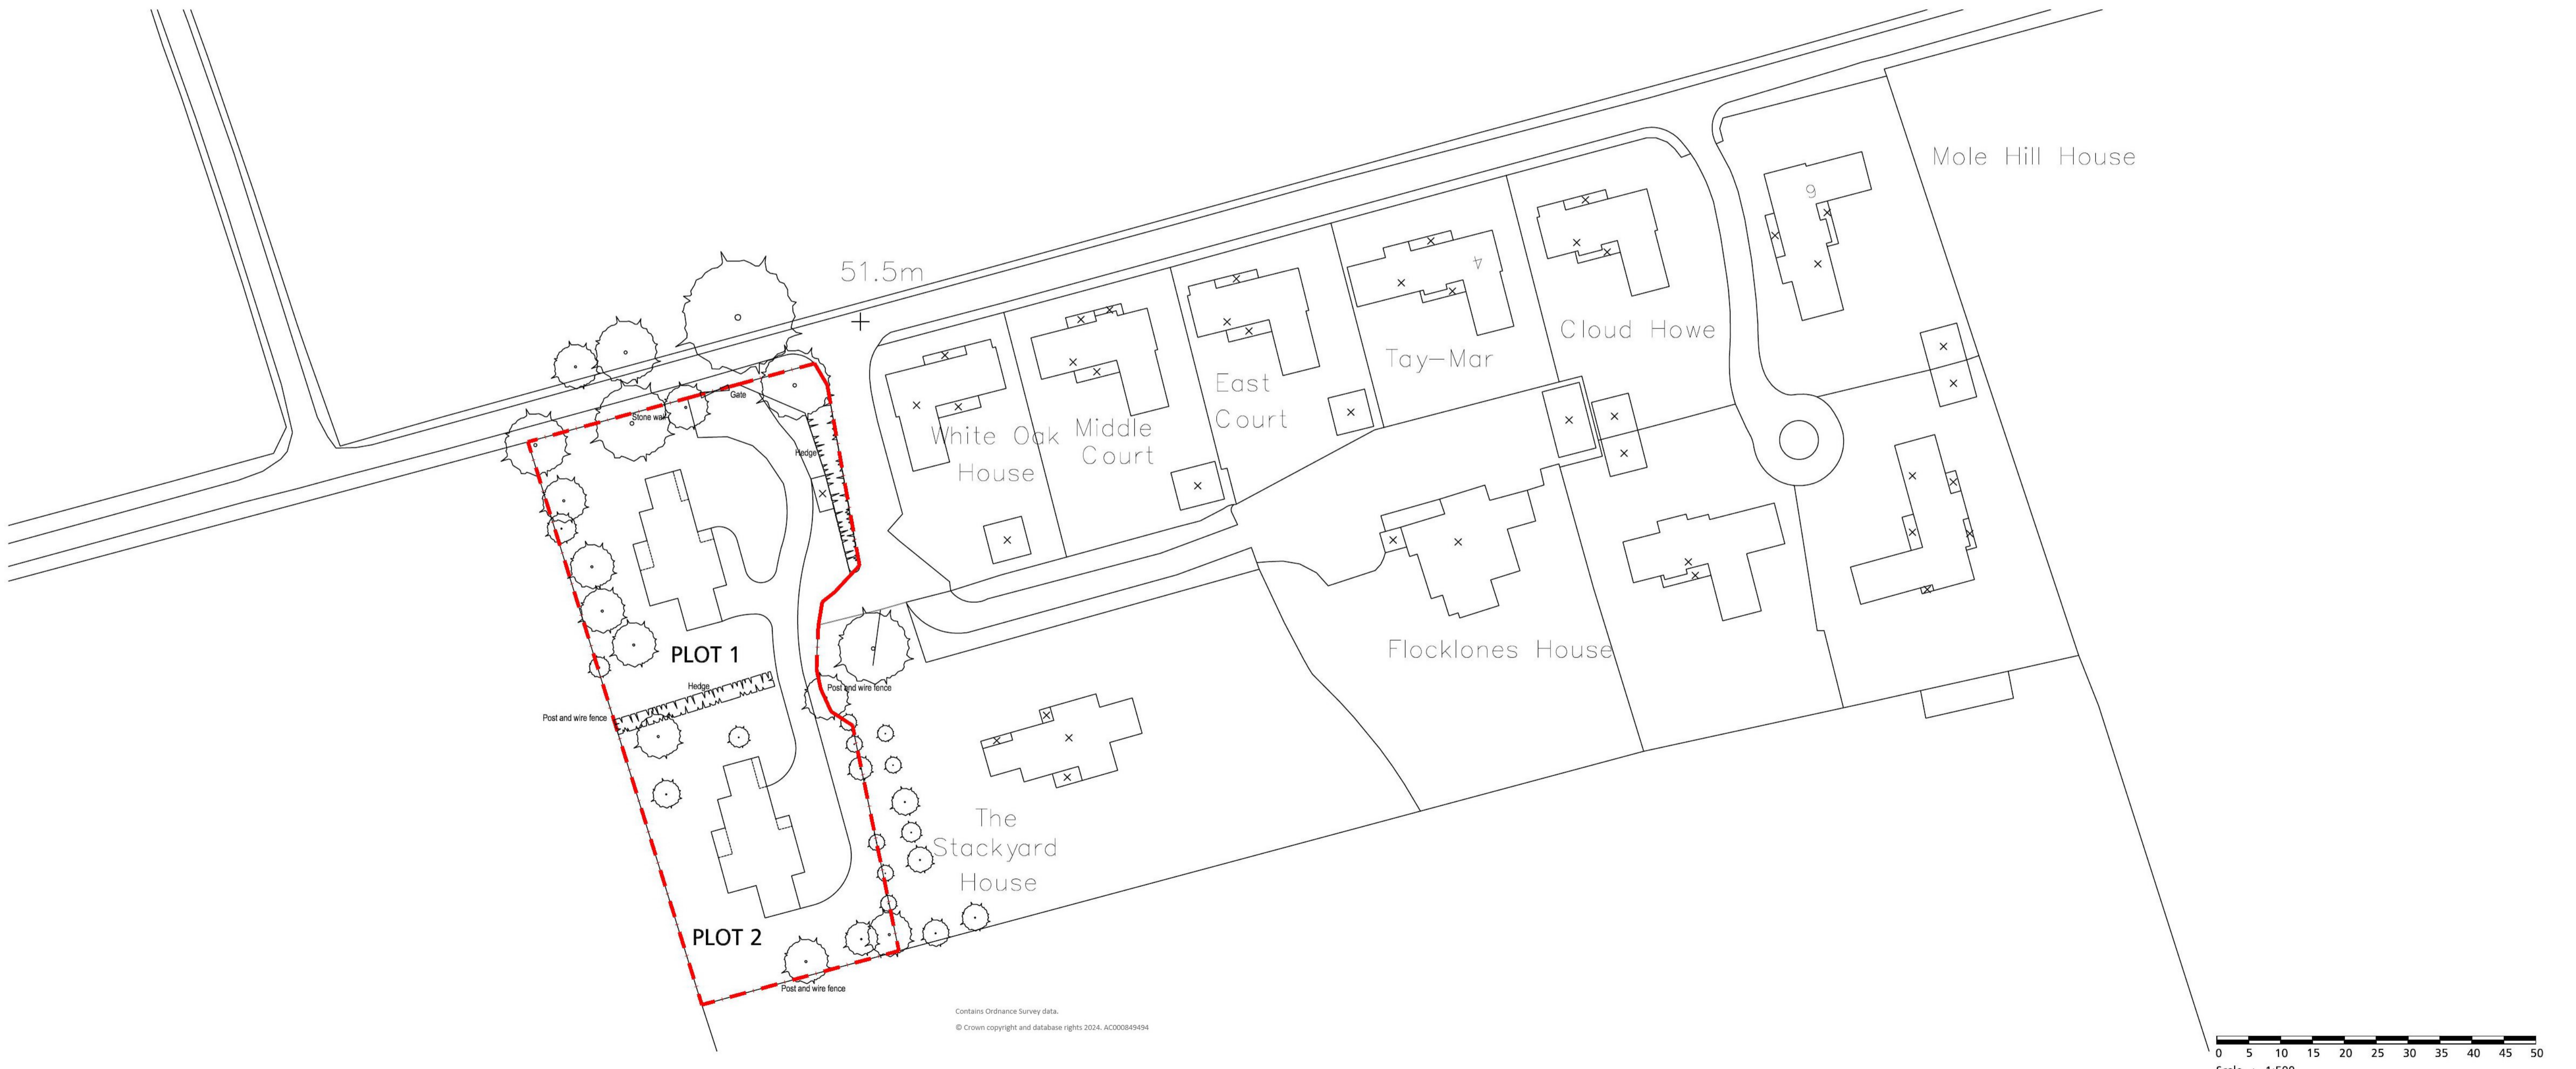 Mole Hill House
6
51.5m
4
Cloud Howe
Tay-Mar
East
Court
Gate
Stone wall
White Oak
House
Middle
Court
Hedge
Flocklones House
PLOT 1
Hedge
Post and wire fence
Post and wire fence
The
Stackyard
House
PLOT 2
Post and wire fence
Contains Ordnance Survey data.
© Crown copyright and database rights 2024. AC000849494
0 5 10 15 20 25 30 35 40 45 50